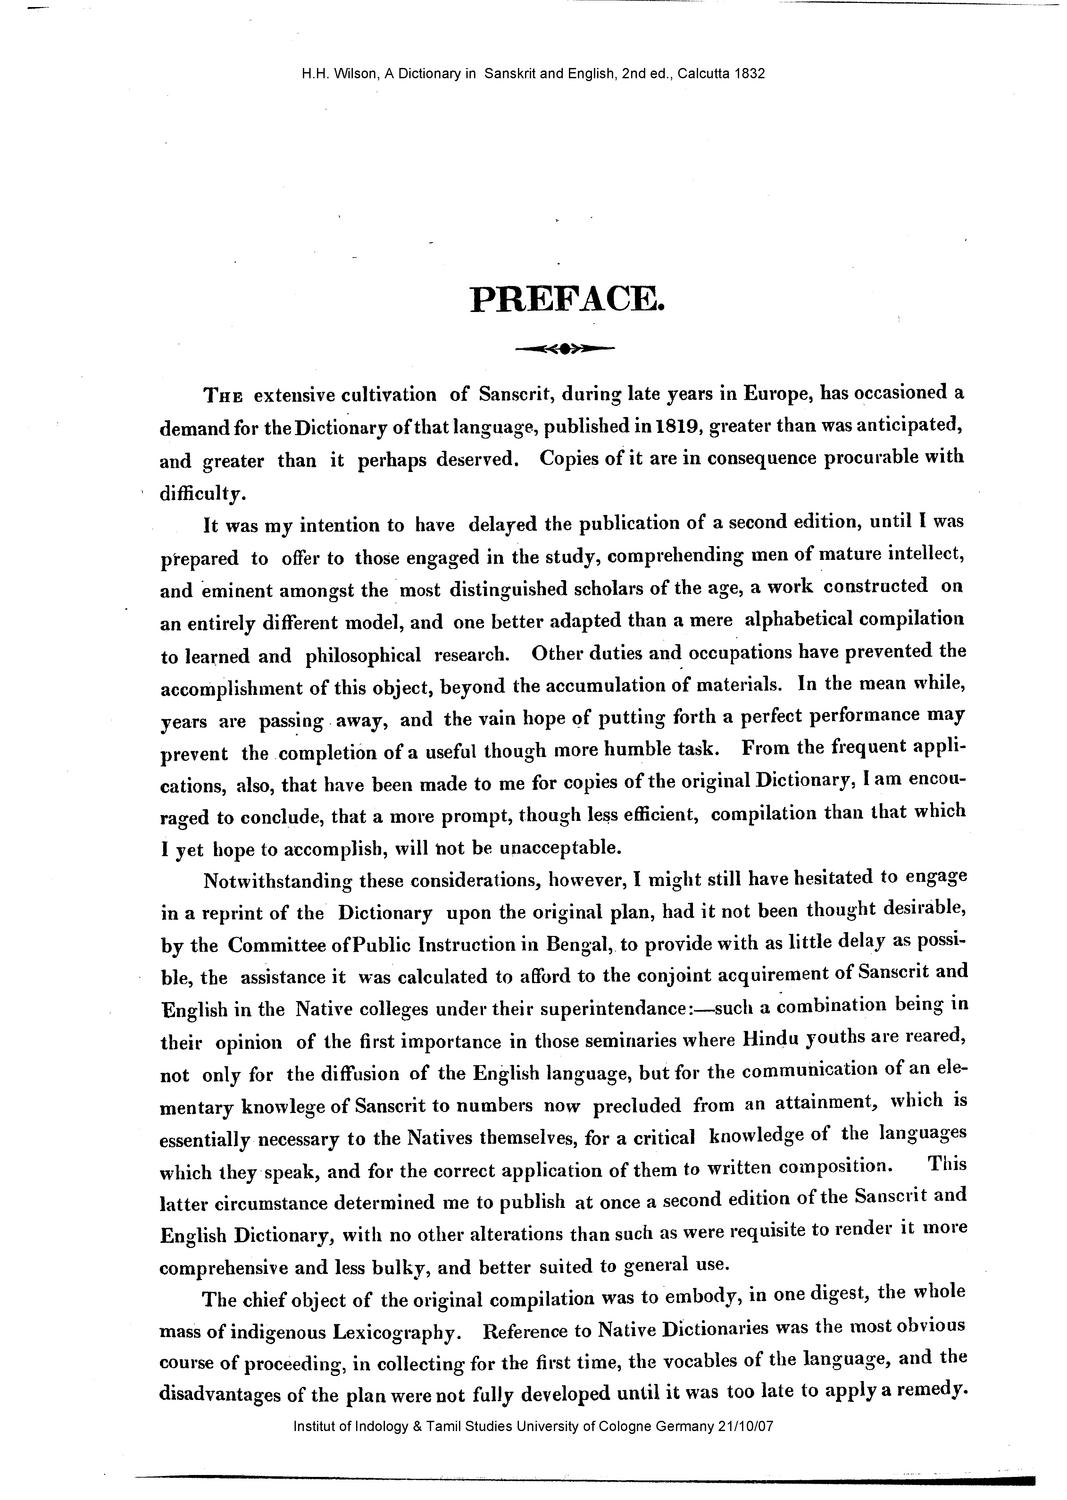 H.H. Wilson, A Dictionary in Sanskrit and English, 2nd ed., Calcutta 1832
PREFACE.
THE extensive cultivation of Sanscrit, during late years in Europe, has occasioned a
demand for the Dictionary of that language, published in 1819, greater than was anticipated,
and greater than it perhaps deserved. Copies of it are in consequence procurable with
difficulty.
It was my intention to have delayed the publication of a second edition, until I was
prepared to offer to those engaged in the study, comprehending men of mature intellect,
and eminent amongst the most distinguished scholars of the age, a work constructed on
an entirely different model, and one better adapted than a mere alphabetical compilation
to learned and philosophical research. Other duties and occupations have prevented the
accomplishment of this object, beyond the accumulation of materials. In the mean while,
years are passing away, and the vain hope of putting forth a perfect performance may
prevent the completion of a useful though more humble task. From the frequent appli-
cations, also, that have been made to me for copies of the original Dictionary, I am encou-
raged to conclude, that a more prompt, though less efficient, compilation than that which
I yet hope to accomplish, will not be unacceptable.
Notwithstanding these considerations, however, I might still have hesitated to engage
in a reprint of the Dictionary upon the original plan, had it not been thought desirable,
by the Committee of Public Instruction in Bengal, to provide with as little delay as possi-
ble, the assistance it was calculated to afford to the conjoint acquirement of Sanscrit and
English in the Native colleges under their superintendance:—such a combination being in
their opinion of the first importance in those seminaries where Hindu youths are reared,
not only for the diffusion of the English language, but for the communication of an ele-
mentary knowlege of Sanscrit to numbers now precluded from an attainment, which is
essentially necessary to the Natives themselves, for a critical knowledge of the languages
which they speak, and for the correct application of them to written composition. This
latter circumstance determined me to publish at once a second edition of the Sanscrit and
English Dictionary, with no other alterations than such as were requisite to render it more
comprehensive and less bulky, and better suited to general use.
The chief object of the original compilation was to embody, in one digest, the whole
mass of indigenous Lexicography. Reference to Native Dictionaries was the most obvious
course of proceeding, in collecting for the first time, the vocables of the language, and the
disadvantages of the plan were not fully developed until it was too late to apply a remedy.
Institut of Indology & Tamil Studies University of Cologne Germany 21/10/07